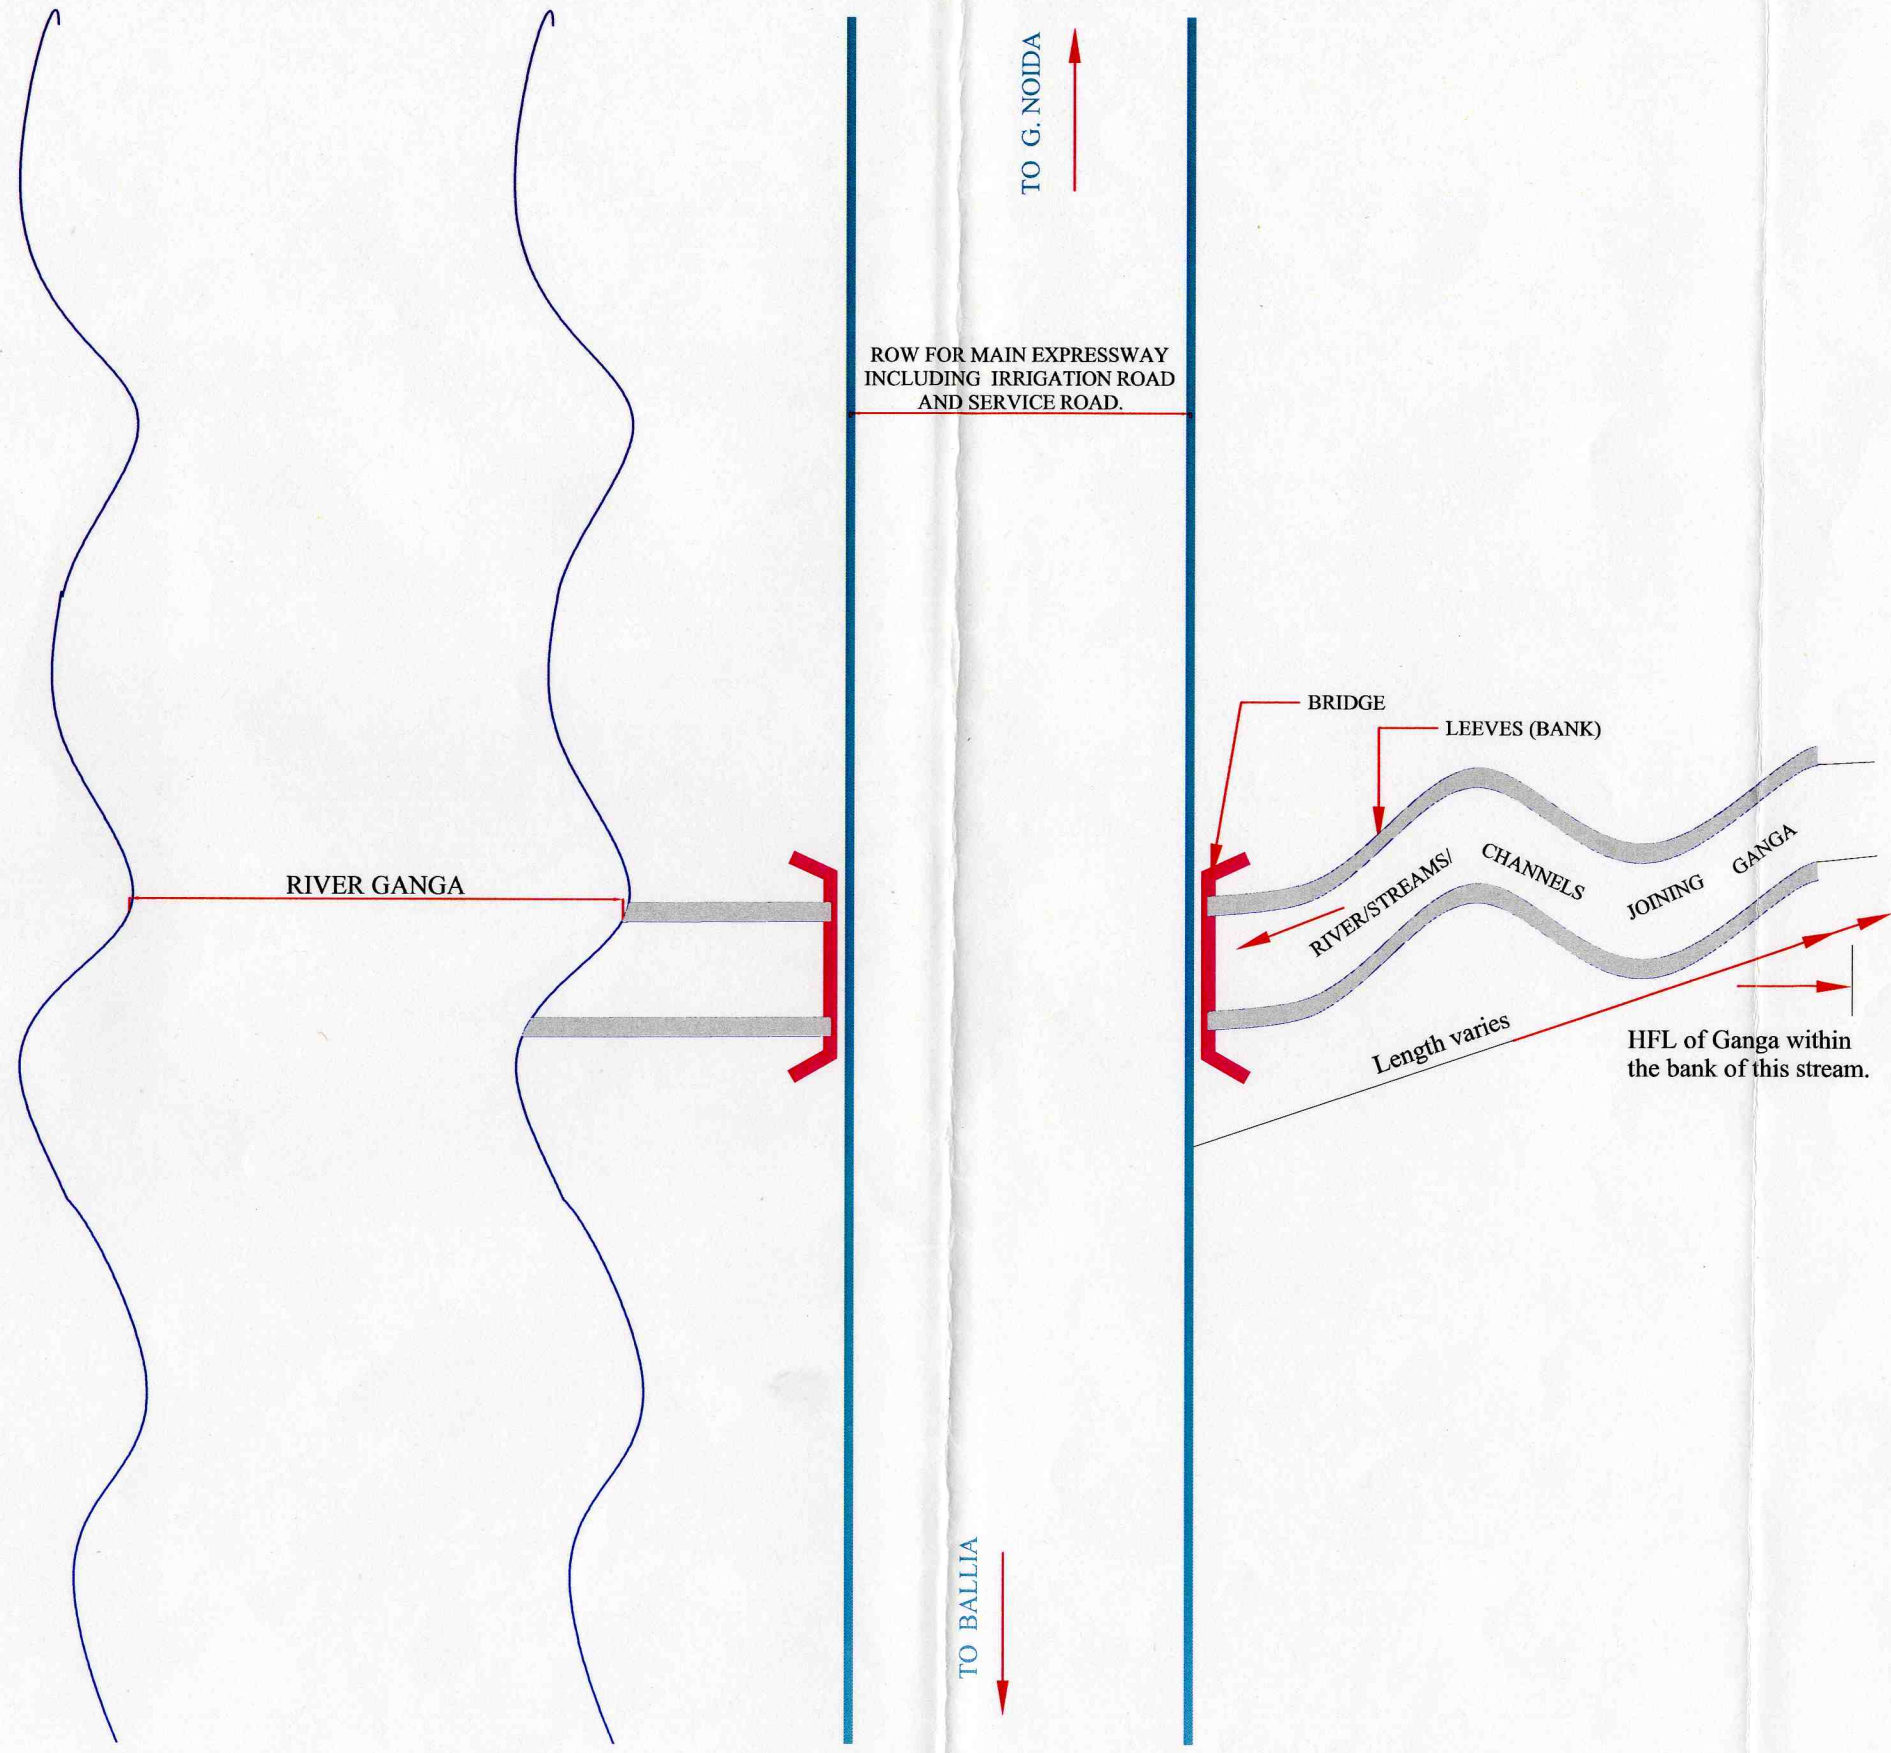 TO G. NOIDA
ROW FOR MAIN EXPRESSWAY
INCLUDING IRRIGATION ROAD
AND SERVICE ROAD.
BRIDGE
LEEVES (BANK)
RIVER GANGA
RIVER/STREAMS/ CHANNELS JOINING GANGA
Length varies
HFL of Ganga within
the bank of this stream.
TO BALLIA